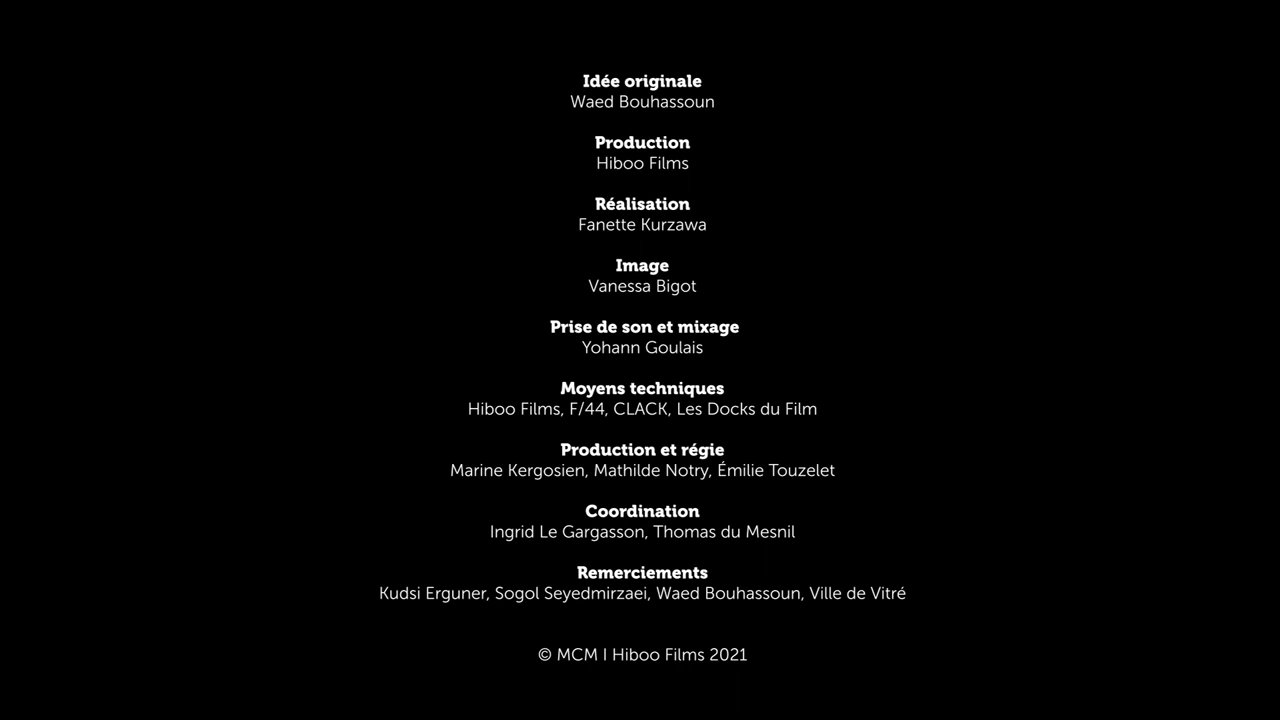 Idée originale
Waed Bouhassoun
Production
Hiboo Films
Réalisation
Fanette Kurzawa
Image
Vanessa Bigot
Prise de son et mixage
Yohann Goulais
Moyens techniques
Hiboo Films, F/44, CLACK, Les Docks du Film
Production et régie
Marine Kergosien, Mathilde Notry, Émilie Touzelet
Coordination
Ingrid Le Gargasson, Thomas du Mesnil
Remerciements
Kudsi Erguner, Sogol Seyedmirzaei, Waed Bouhassoun, Ville de Vitré
© MCM I Hiboo Films 2021